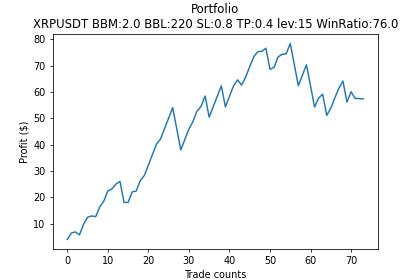 Portfolio
XRPUSDT BBM:2.0 BBL:220 SL:0.8 TP:0.4 lev:15 WinRatio:76.0
80
70
60
50
40
30
20
10
Profit ($)
0 10 20 30 40 50 60 70
Trade counts